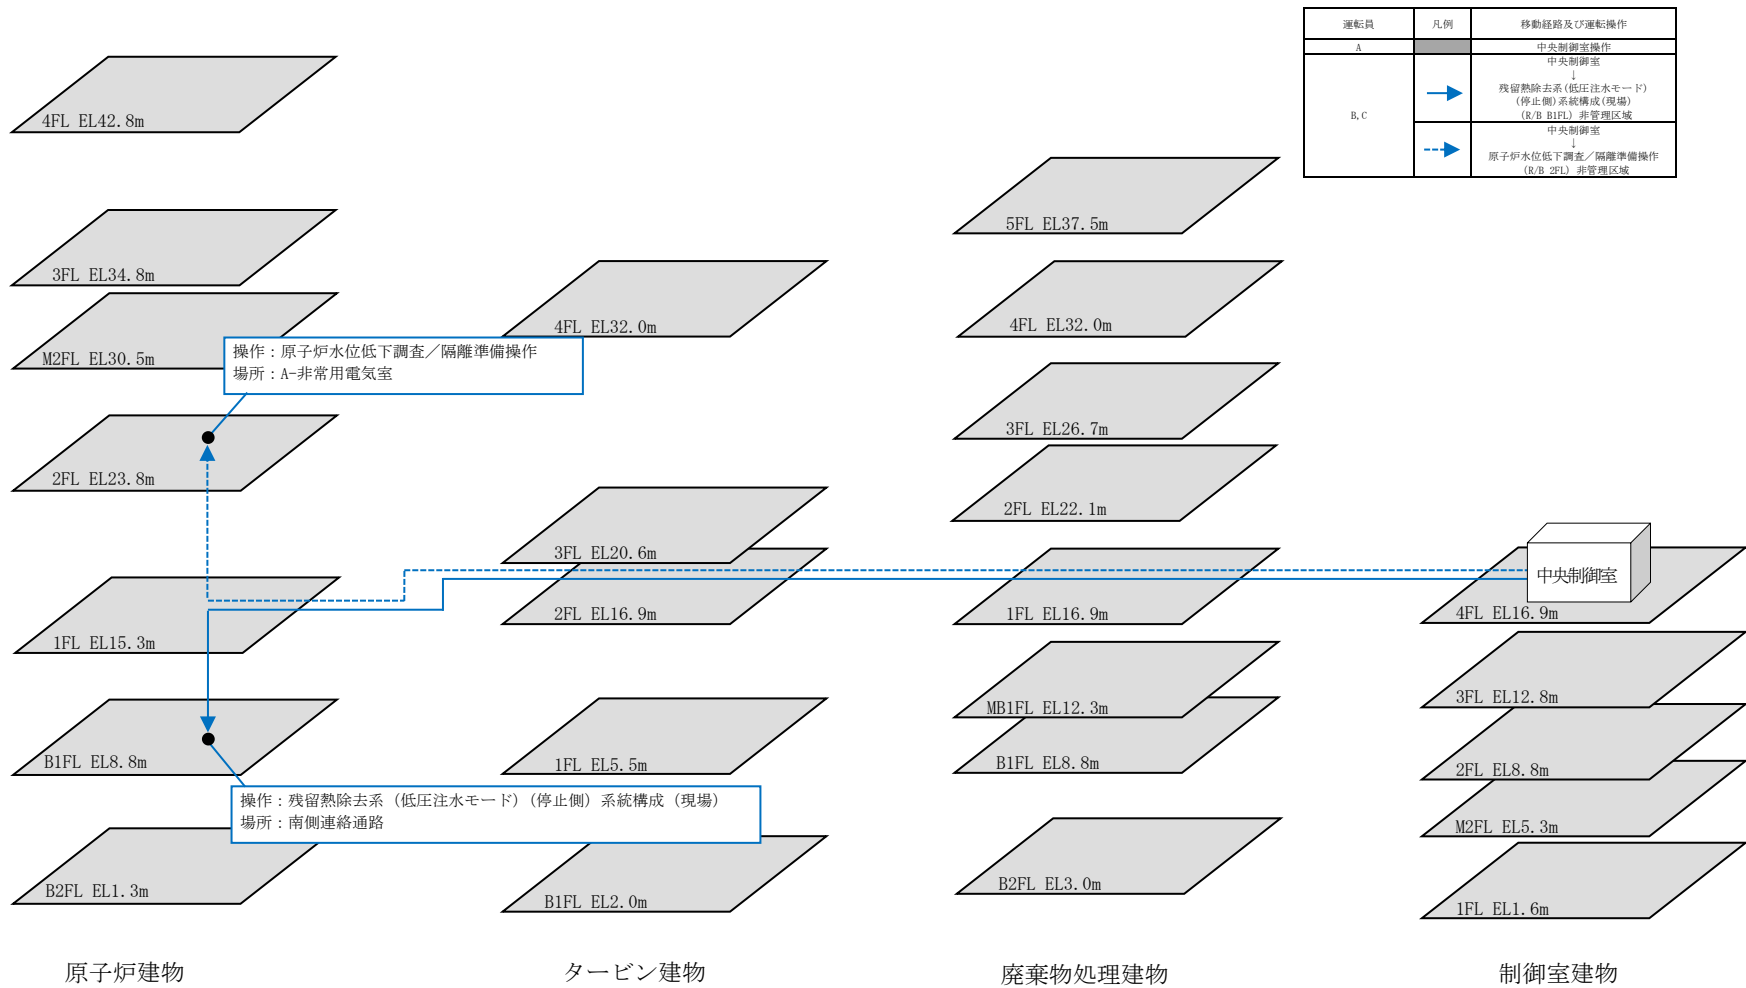 運転員 凡例 移動経路及び運転操作
A 中央制御室操作
B,C
中央制御室
↓
残留熱除去系(低圧注水モード)
(停止側)系統構成(現場)
(R/B B1FL) 非管理区域
中央制御室
↓
原子炉水位低下調査／隔離準備操作
(R/B 2FL) 非管理区域
4FL EL42.8m
3FL EL34.8m
M2FL EL30.5m
操作：原子炉水位低下調査／隔離準備操作
場所：A-非常用電気室
2FL EL23.8m
1FL EL15.3m
B1FL EL8.8m
操作：残留熱除去系（低圧注水モード）（停止側）系統構成（現場）
場所：南側連絡通路
B2FL EL1.3m
原子炉建物
4FL EL32.0m
3FL EL20.6m
2FL EL16.9m
1FL EL5.5m
B1FL EL2.0m
タービン建物
5FL EL37.5m
4FL EL32.0m
3FL EL26.7m
2FL EL22.1m
1FL EL16.9m
MB1FL EL12.3m
B1FL EL8.8m
B2FL EL3.0m
廃棄物処理建物
中央制御室
4FL EL16.9m
3FL EL12.8m
2FL EL8.8m
M2FL EL5.3m
1FL EL1.6m
制御室建物